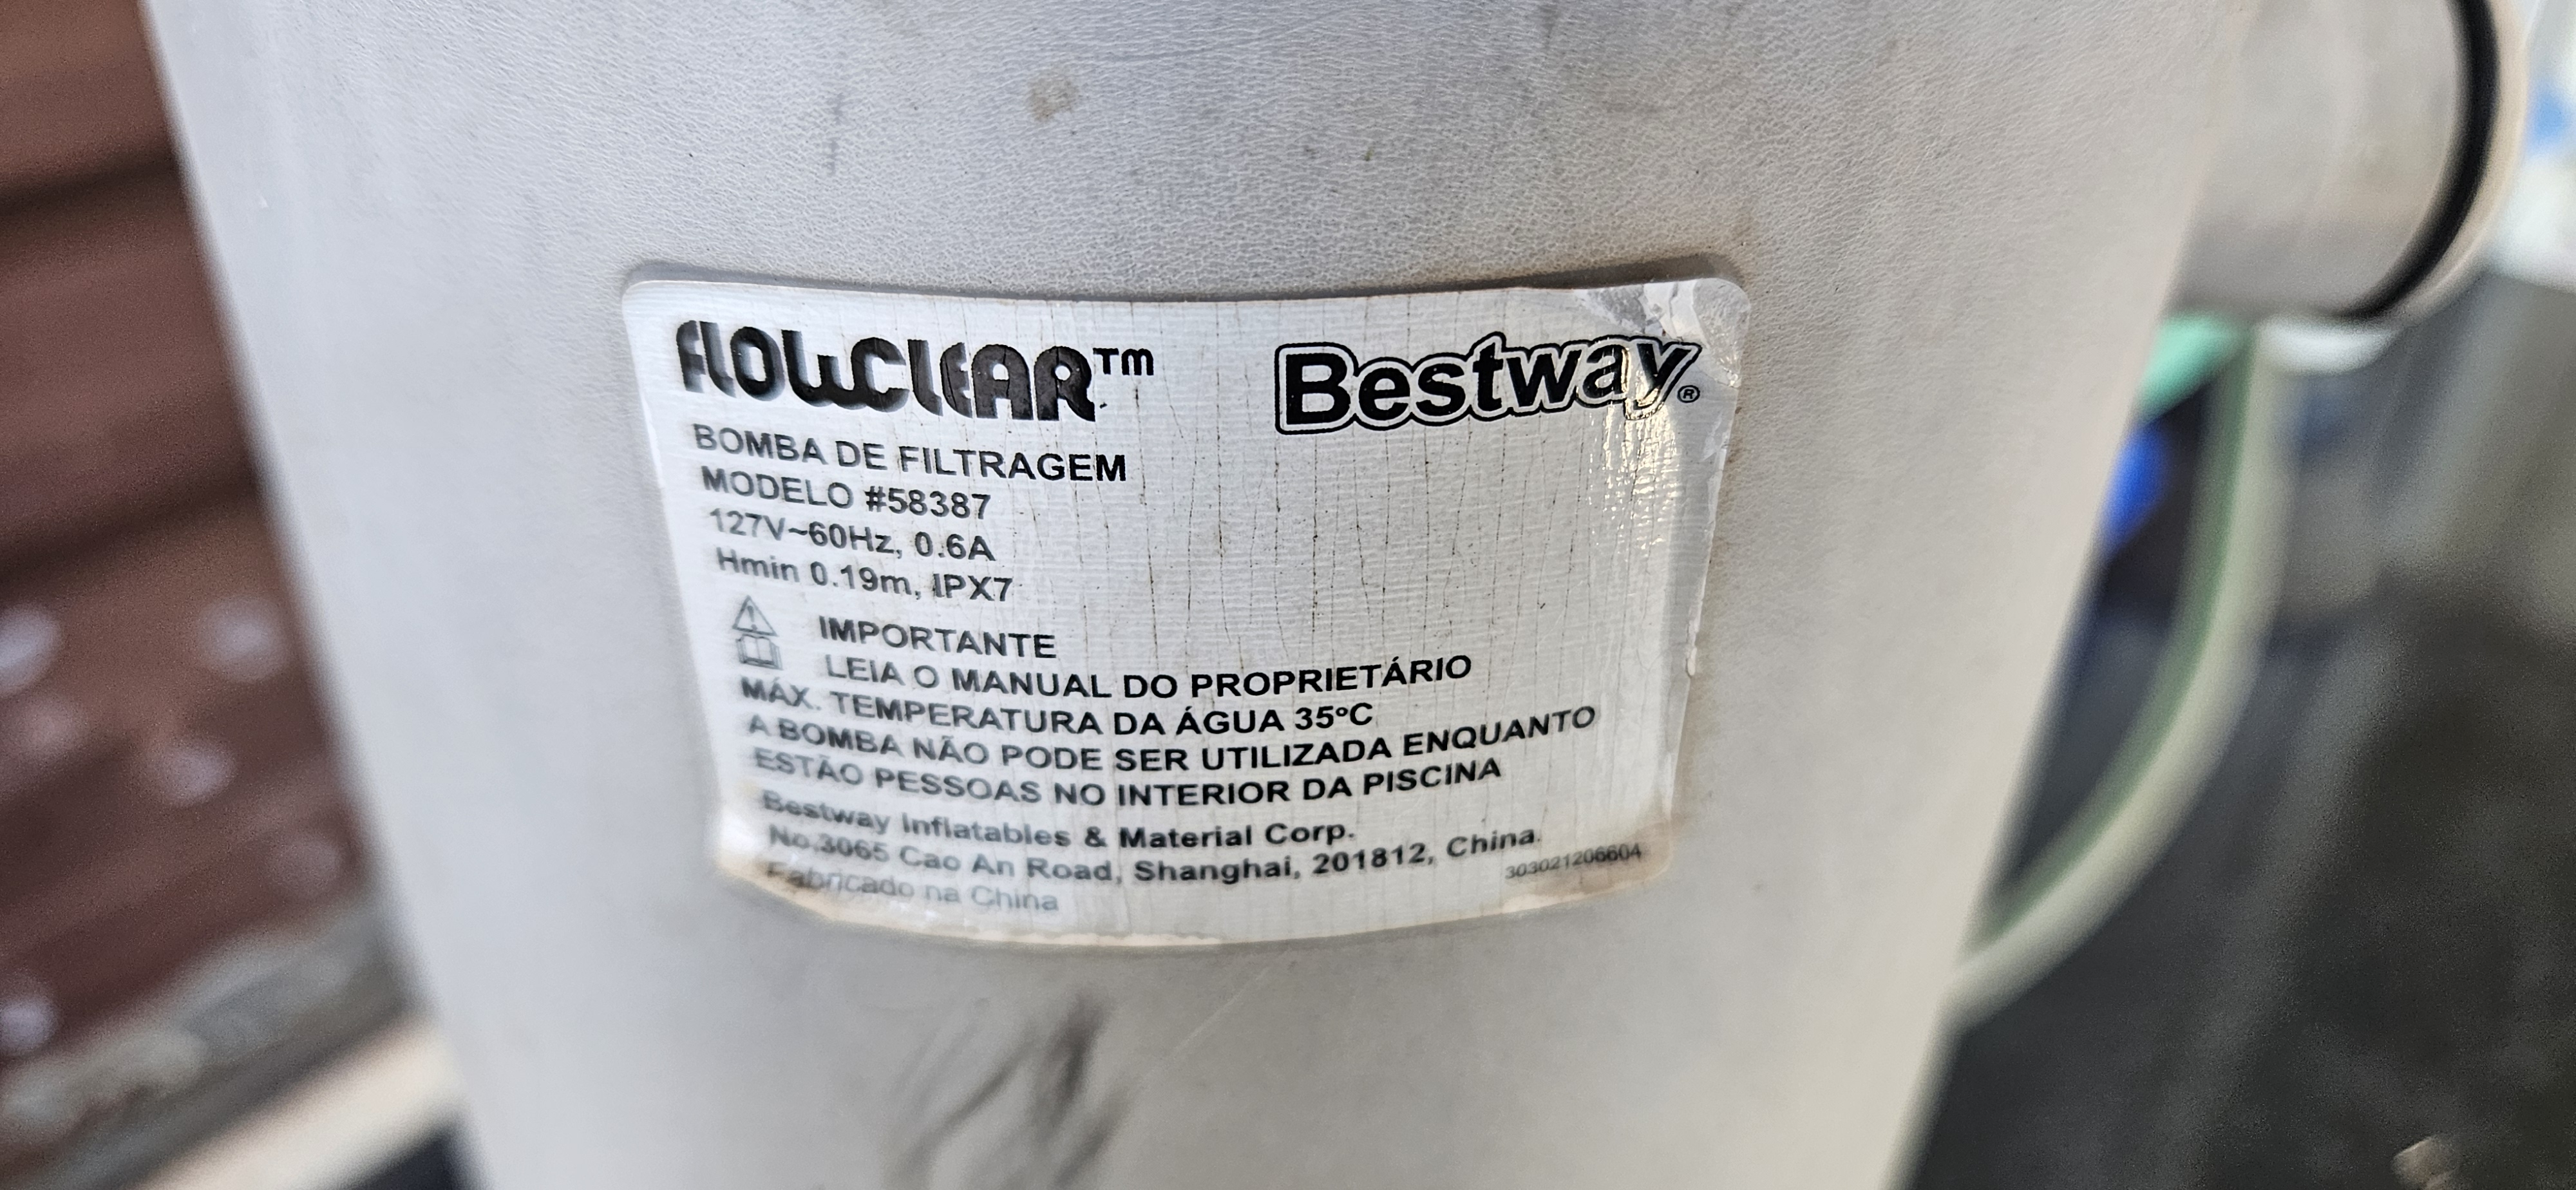 FLOWCLEAR™
Bestway®
BOMBA DE FILTRAGEM
MODELO #58387
127V~60Hz, 0.6A
Hmin 0.19m, IPX7
IMPORTANTE
LEIA O MANUAL DO PROPRIETÁRIO
MÁX. TEMPERATURA DA ÁGUA 35ºC
A BOMBA NÃO PODE SER UTILIZADA ENQUANTO
ESTÃO PESSOAS NO INTERIOR DA PISCINA
Bestway Inflatables & Material Corp.
No.3065 Cao An Road, Shanghai, 201812, China.
303021206604
Fabricado na China